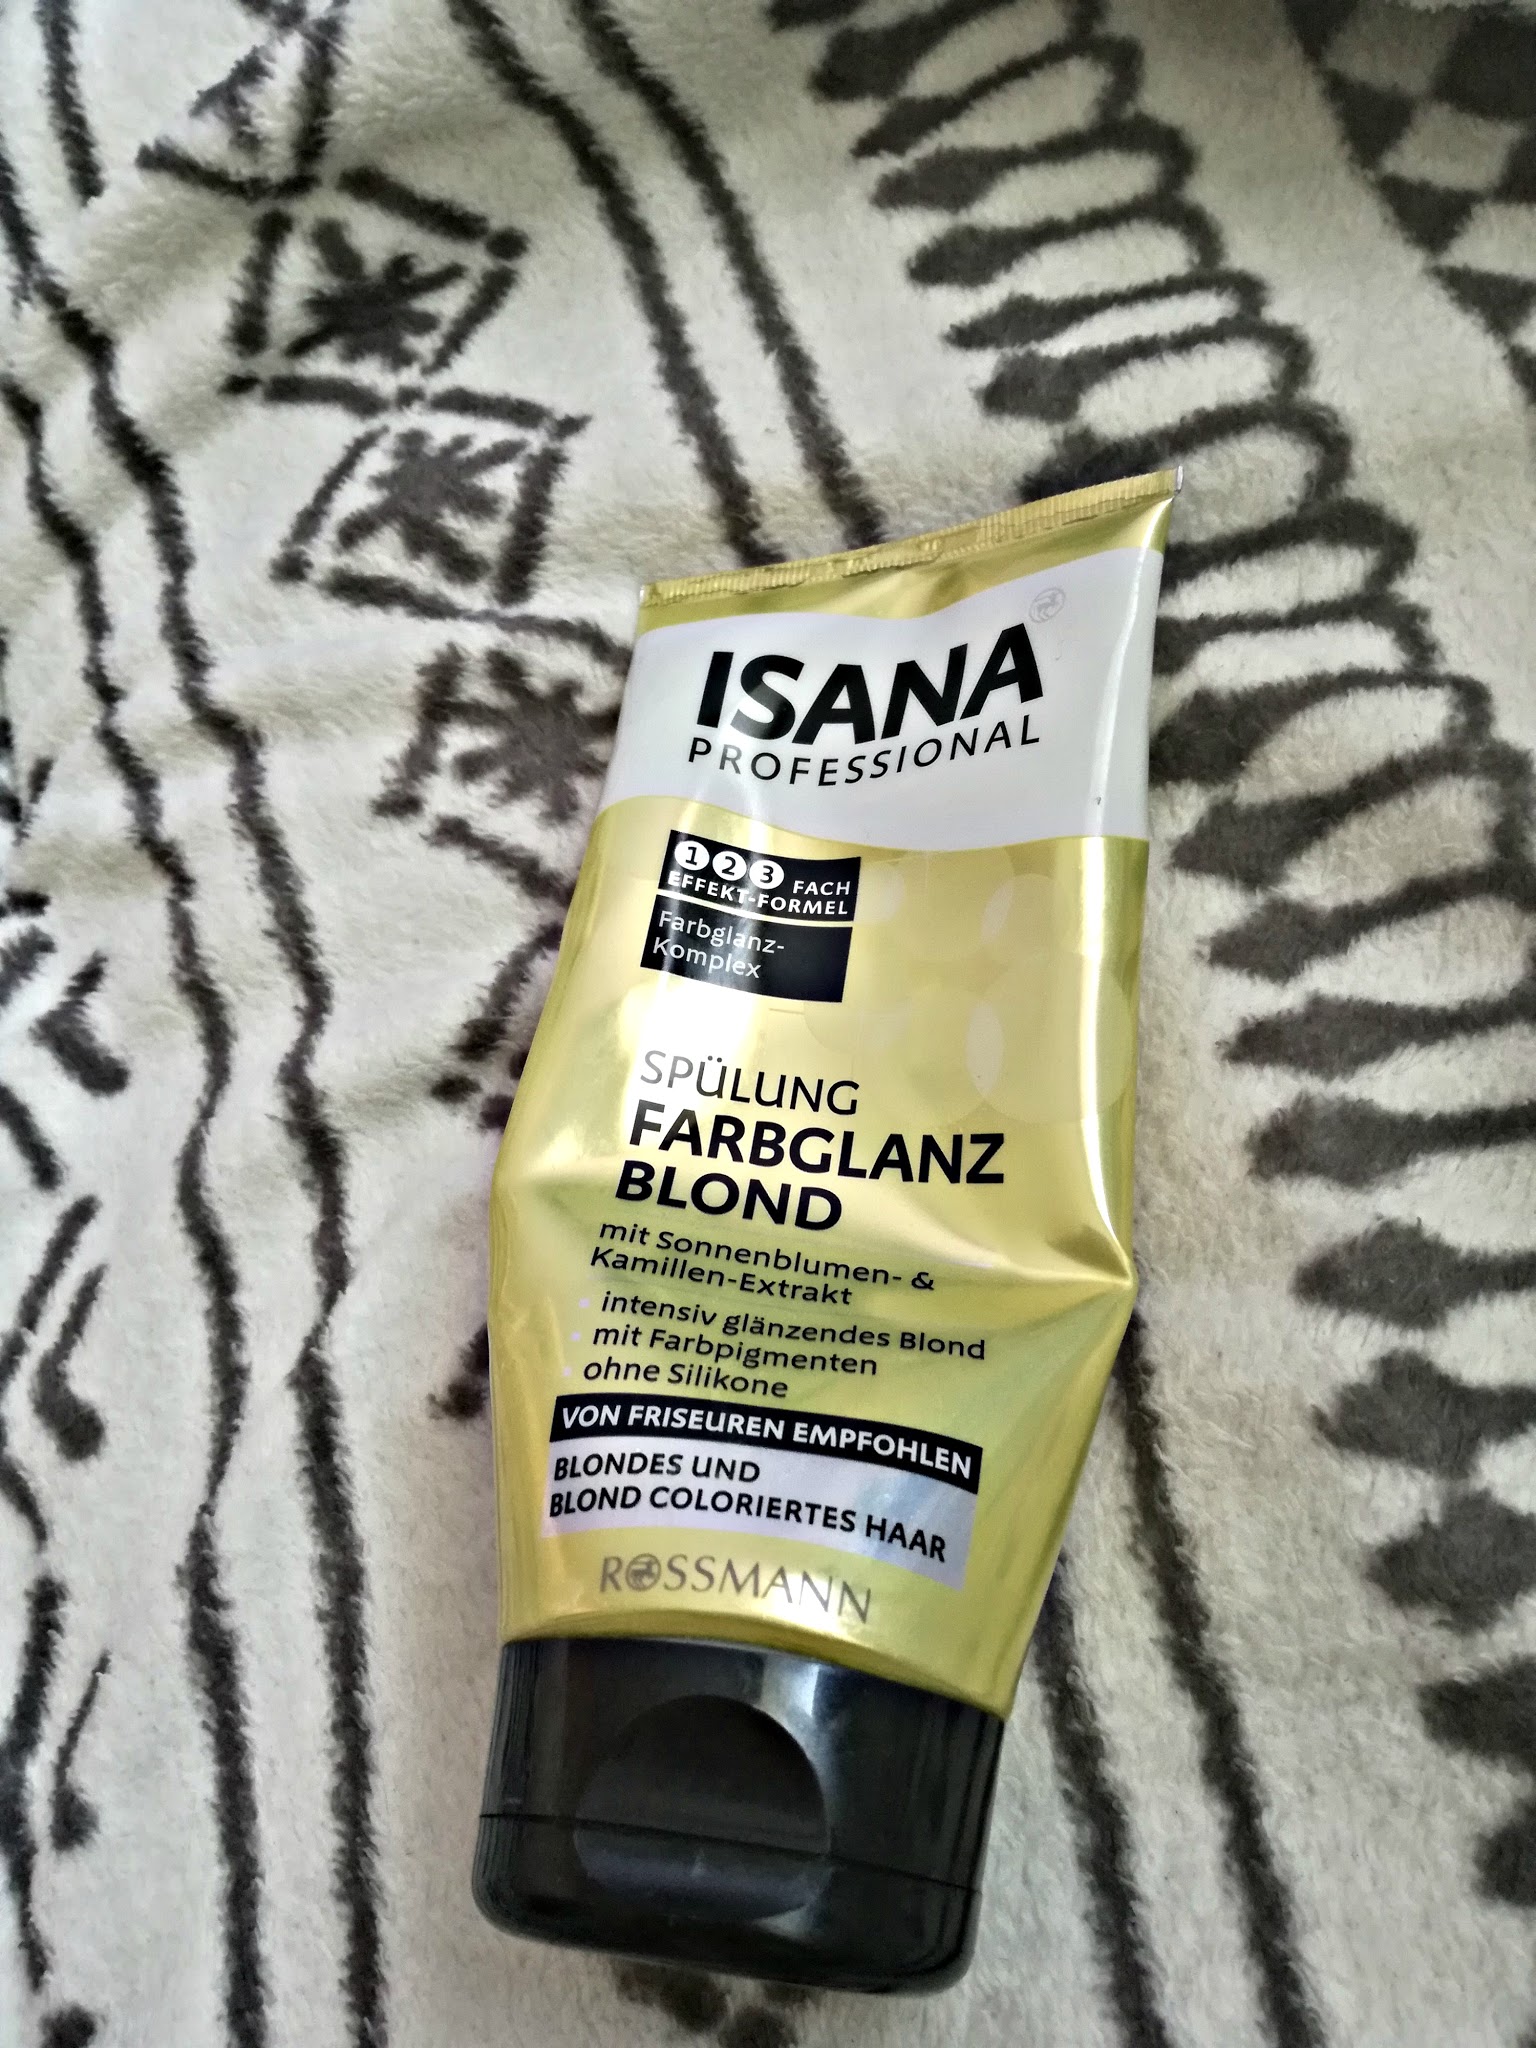 ISANA
PROFESSIONAL
1 2 3 FACH
EFFEKT-FORMEL
Farbglanz-
Komplex
SPÜLUNG
FARBGLANZ
BLOND
mit Sonnenblumen- &
Kamillen-Extrakt
• intensiv glänzendes Blond
• mit Farbpigmenten
• ohne Silikone
VON FRISEUREN EMPFOHLEN
BLONDES UND
BLOND COLORIERTES HAAR
ROSSMANN